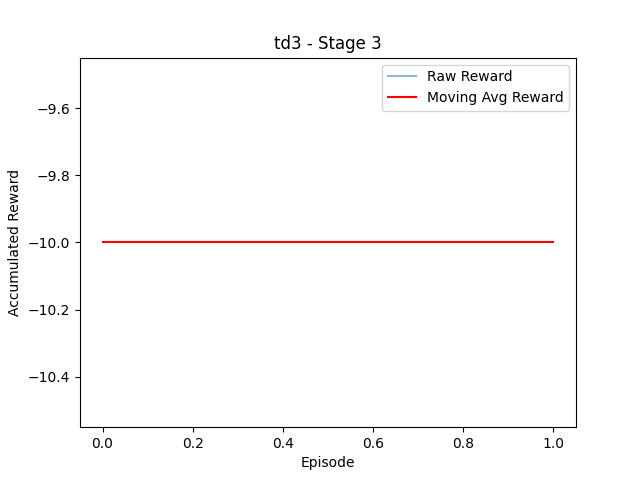 td3 - Stage 3
Raw Reward
Moving Avg Reward
Accumulated Reward
−9.6
−9.8
−10.0
−10.2
−10.4
0.0
0.2
0.4
0.6
0.8
1.0
Episode